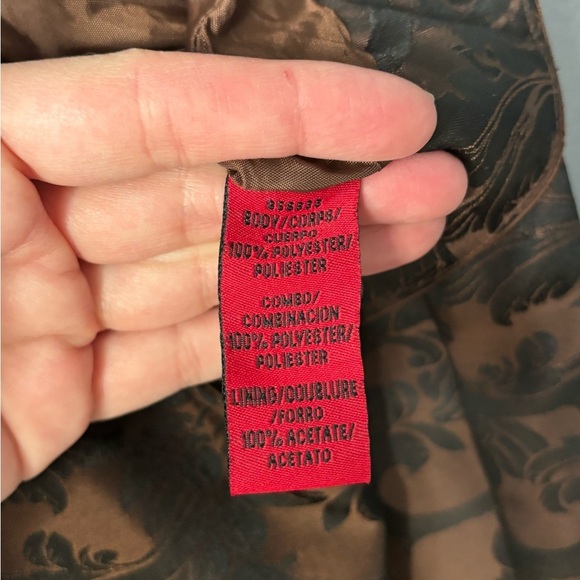 BODY/CORPS/
CUERPO
100% POLYESTER/
POLIESTER
COMBO/
COMBINACION
100% POLYESTER/
POLIESTER
LINING/DOUBLURE
/FORRO
100% ACETATE/
ACETATO